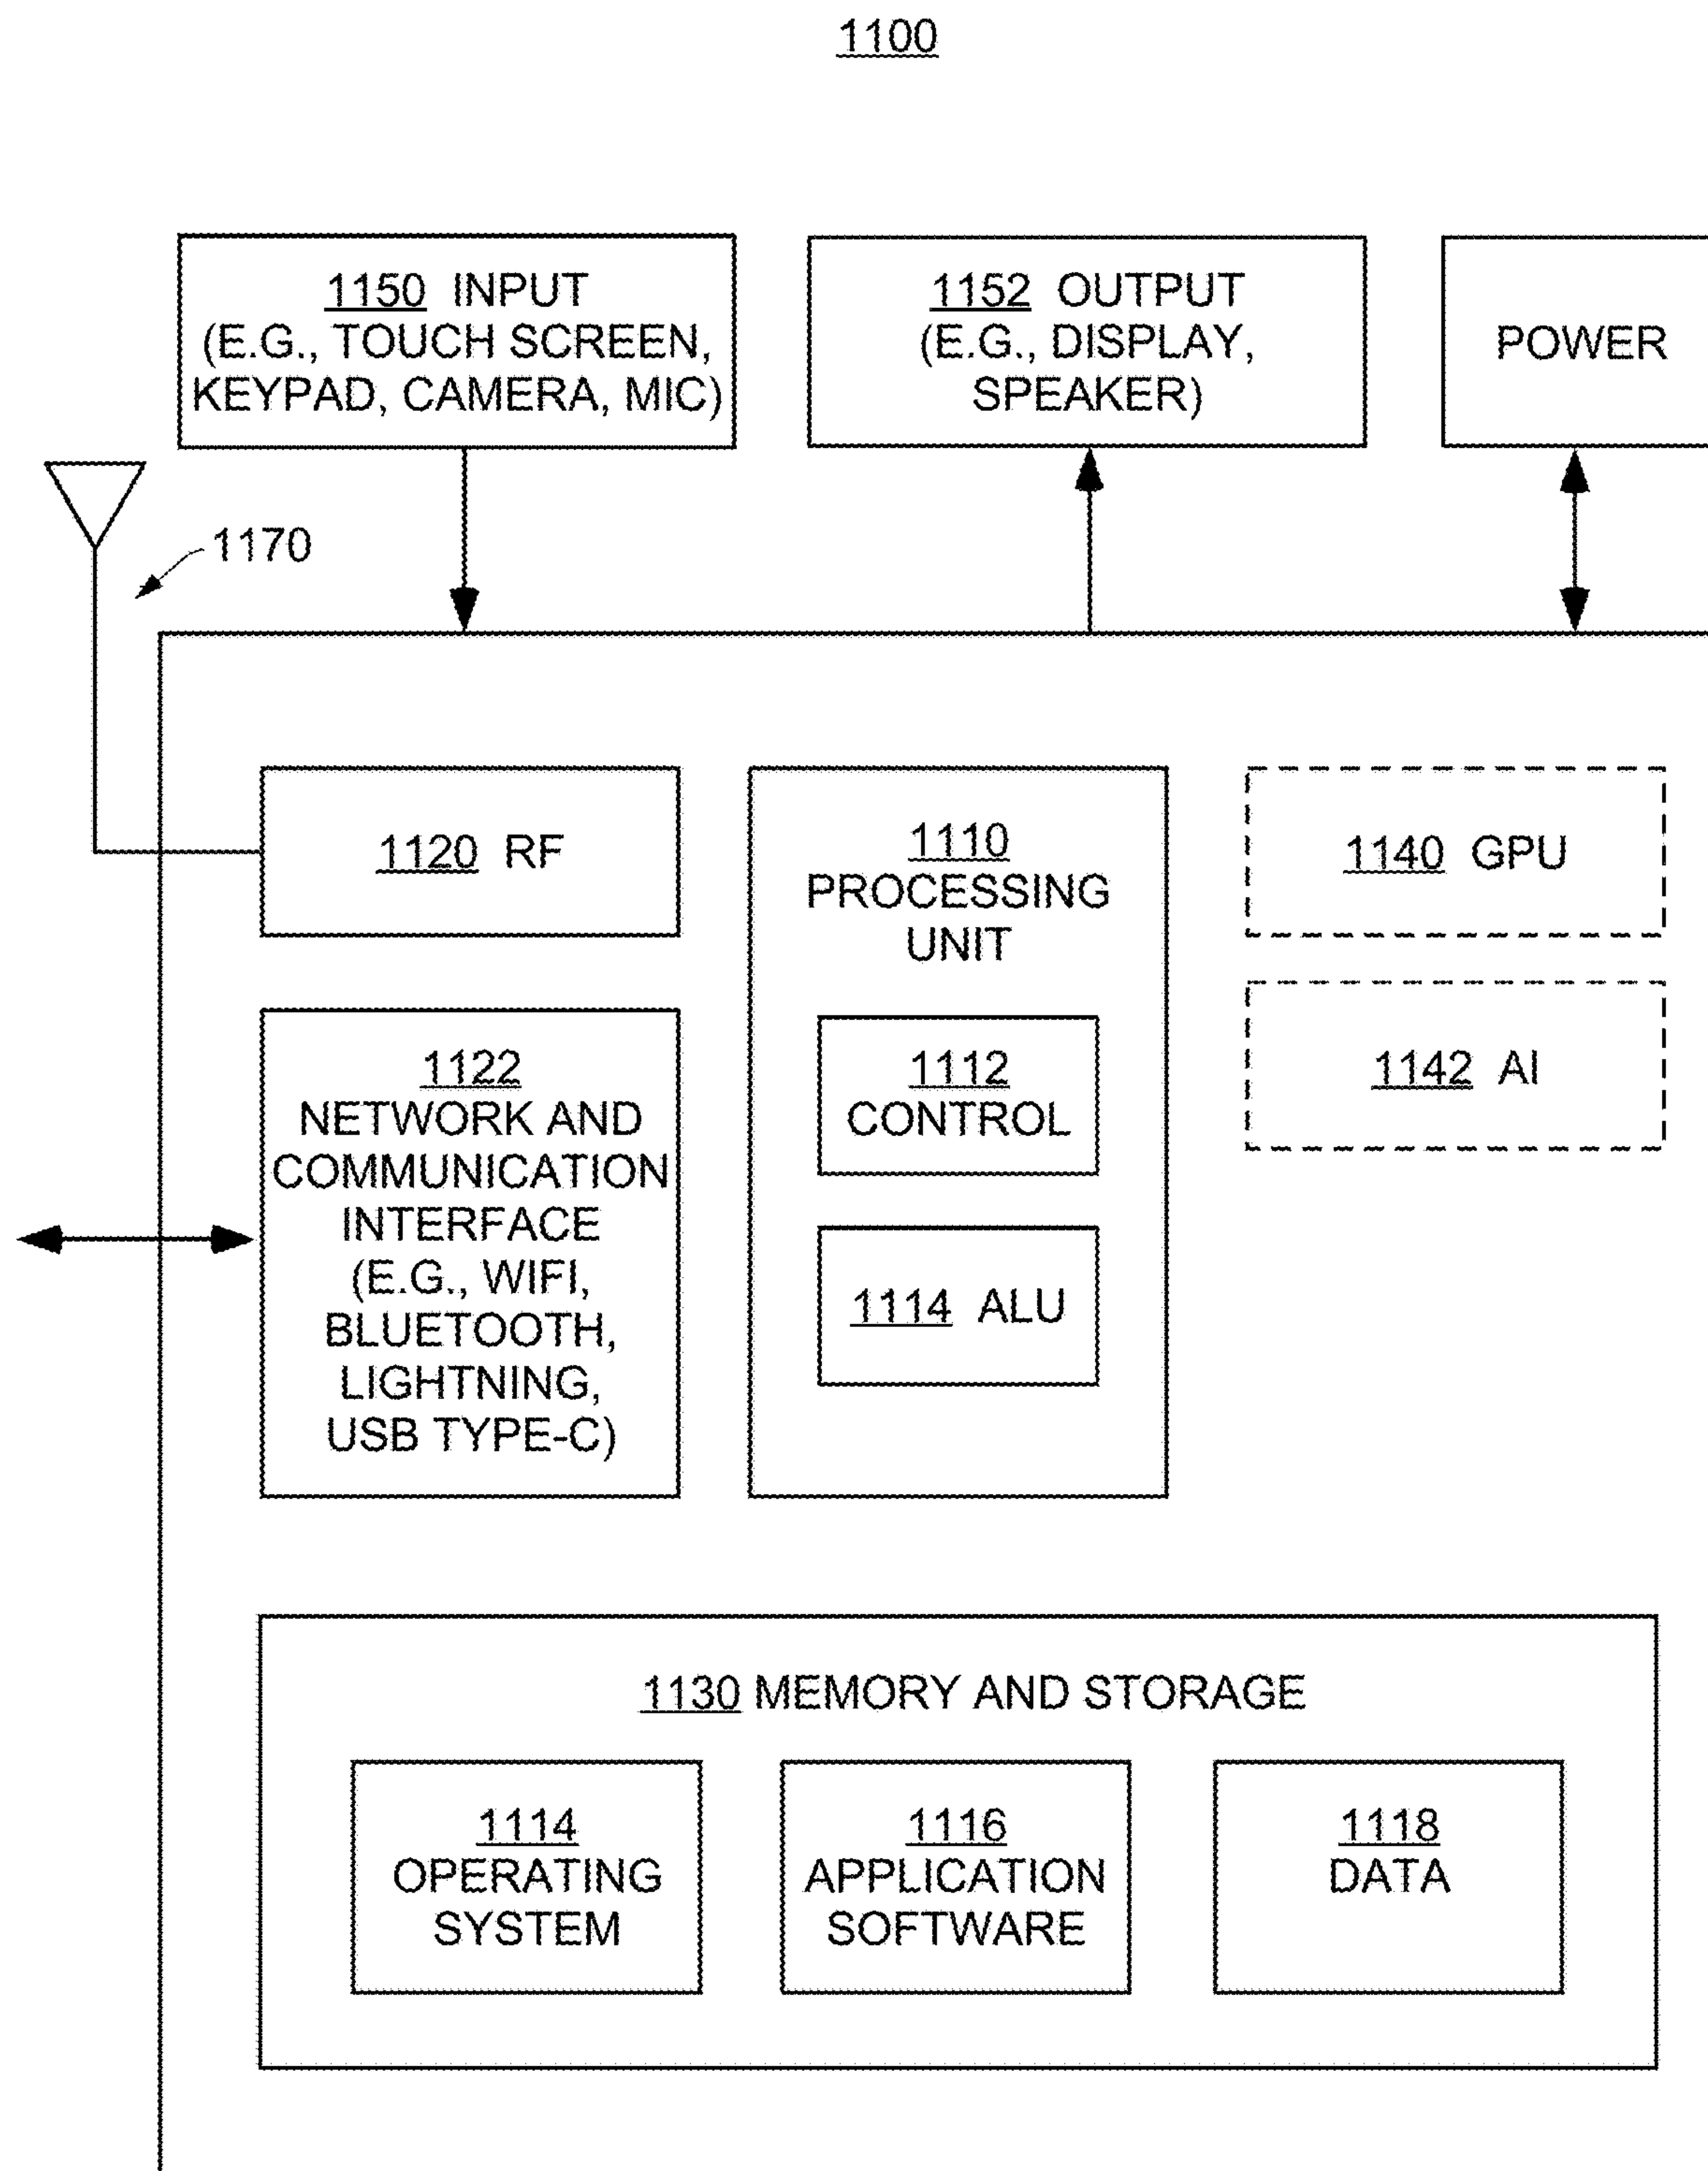 1100
1150 INPUT
(E.G., TOUCH SCREEN,
KEYPAD, CAMERA, MIC)
1152 OUTPUT
(E.G., DISPLAY,
SPEAKER)
POWER
1170
1120 RF
1110
PROCESSING
UNIT
1140 GPU
1122
NETWORK AND
COMMUNICATION
INTERFACE
(E.G., WIFI,
BLUETOOTH,
LIGHTNING,
USB TYPE-C)
1112
CONTROL
1142 AI
1114 ALU
1130 MEMORY AND STORAGE
1114
OPERATING
SYSTEM
1116
APPLICATION
SOFTWARE
1118
DATA